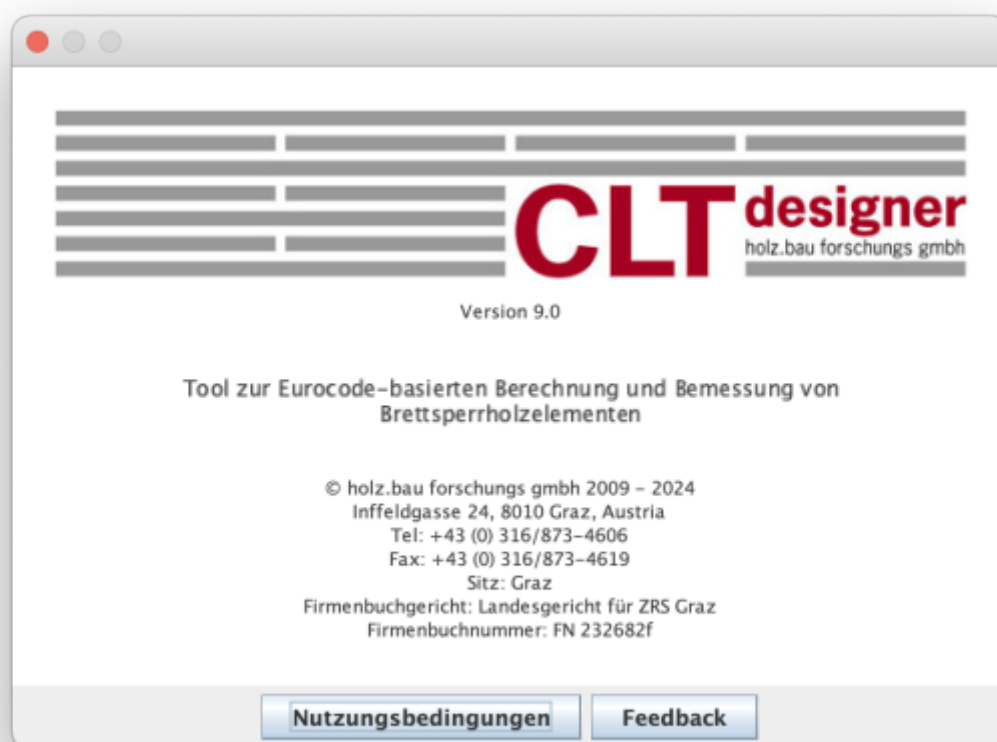 CLT designer
holz.bau forschungs gmbh
Version 9.0
Tool zur Eurocode-basierten Berechnung und Bemessung von
Brettsperrholzelementen
© holz.bau forschungs gmbh 2009 - 2024
Inffeldgasse 24, 8010 Graz, Austria
Tel: +43 (0) 316/873-4606
Fax: +43 (0) 316/873-4619
Sitz: Graz
Firmenbuchgericht: Landesgericht für ZRS Graz
Firmenbuchnummer: FN 232682f
Nutzungsbedingungen Feedback